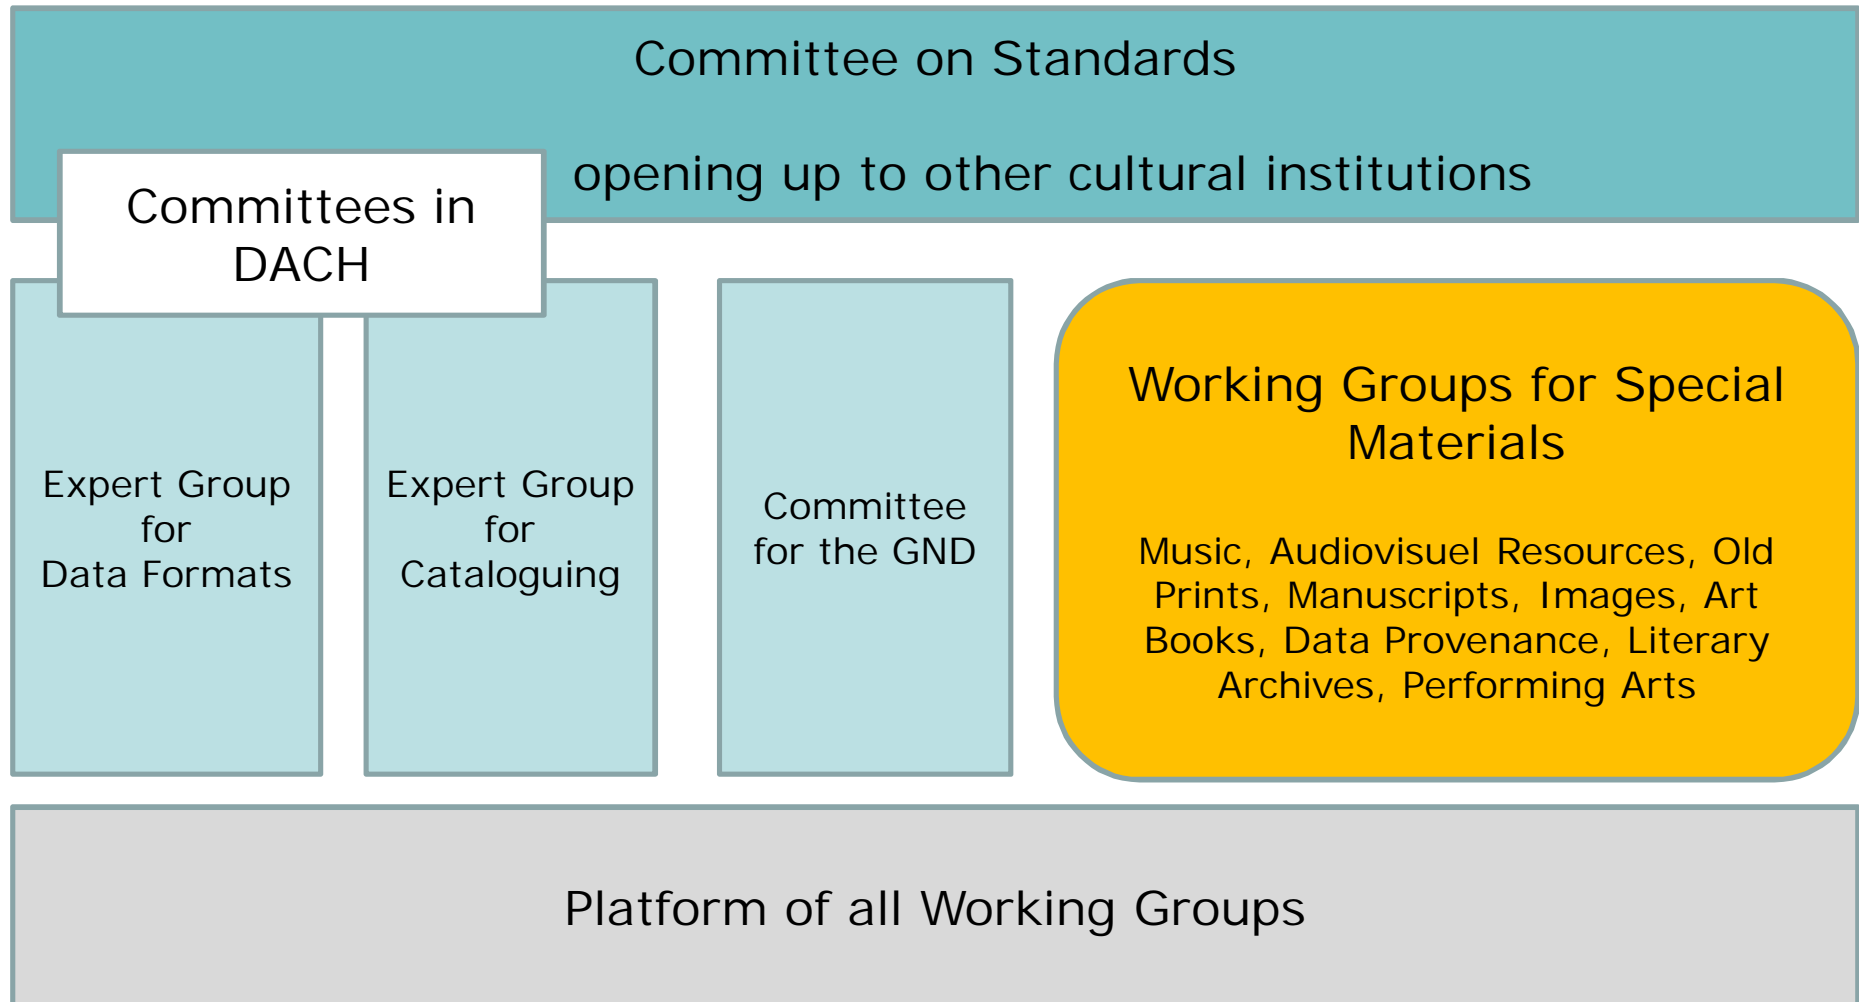 Committee on Standards
opening up to other cultural institutions
Committees in
DACH
Expert Group
for
Data Formats
Expert Group
for
Cataloguing
Committee
for the GND
Working Groups for Special
Materials
Music, Audiovisuel Resources, Old
Prints, Manuscripts, Images, Art
Books, Data Provenance, Literary
Archives, Performing Arts
Platform of all Working Groups